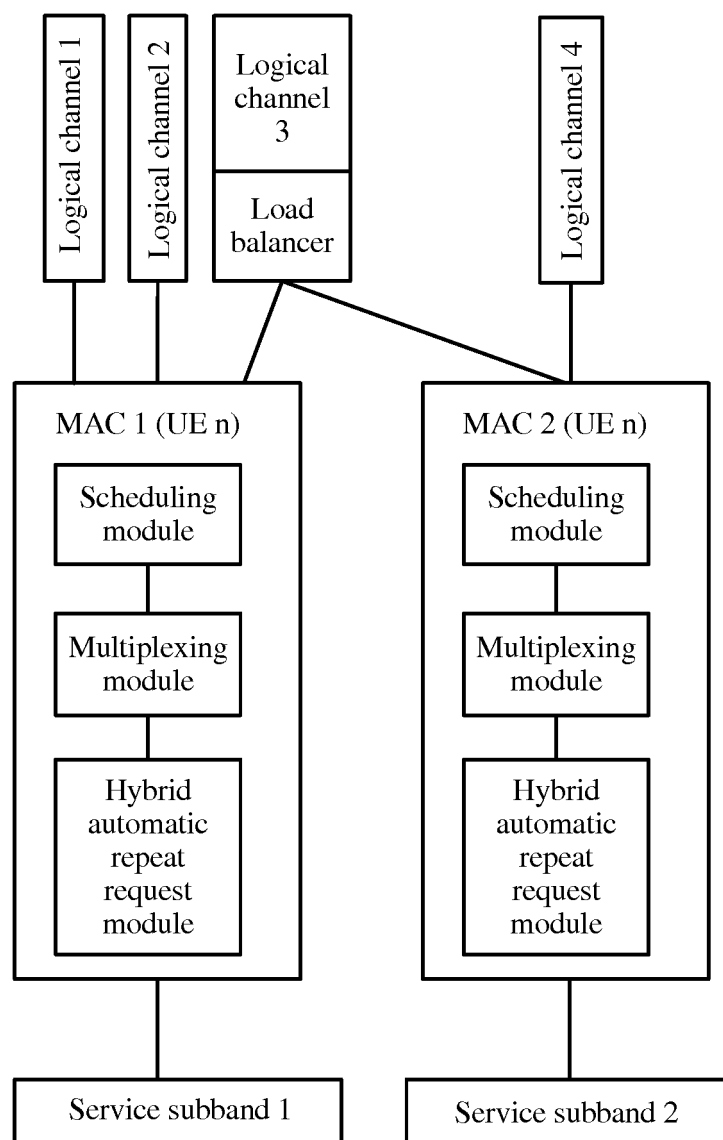 Logical channel 1
Logical channel 2
Logical
channel
3
Load
balancer
Logical channel 4
MAC 1 (UE n)
Scheduling
module
Multiplexing
module
Hybrid
automatic
repeat
request
module
MAC 2 (UE n)
Scheduling
module
Multiplexing
module
Hybrid
automatic
repeat
request
module
Service subband 1
Service subband 2